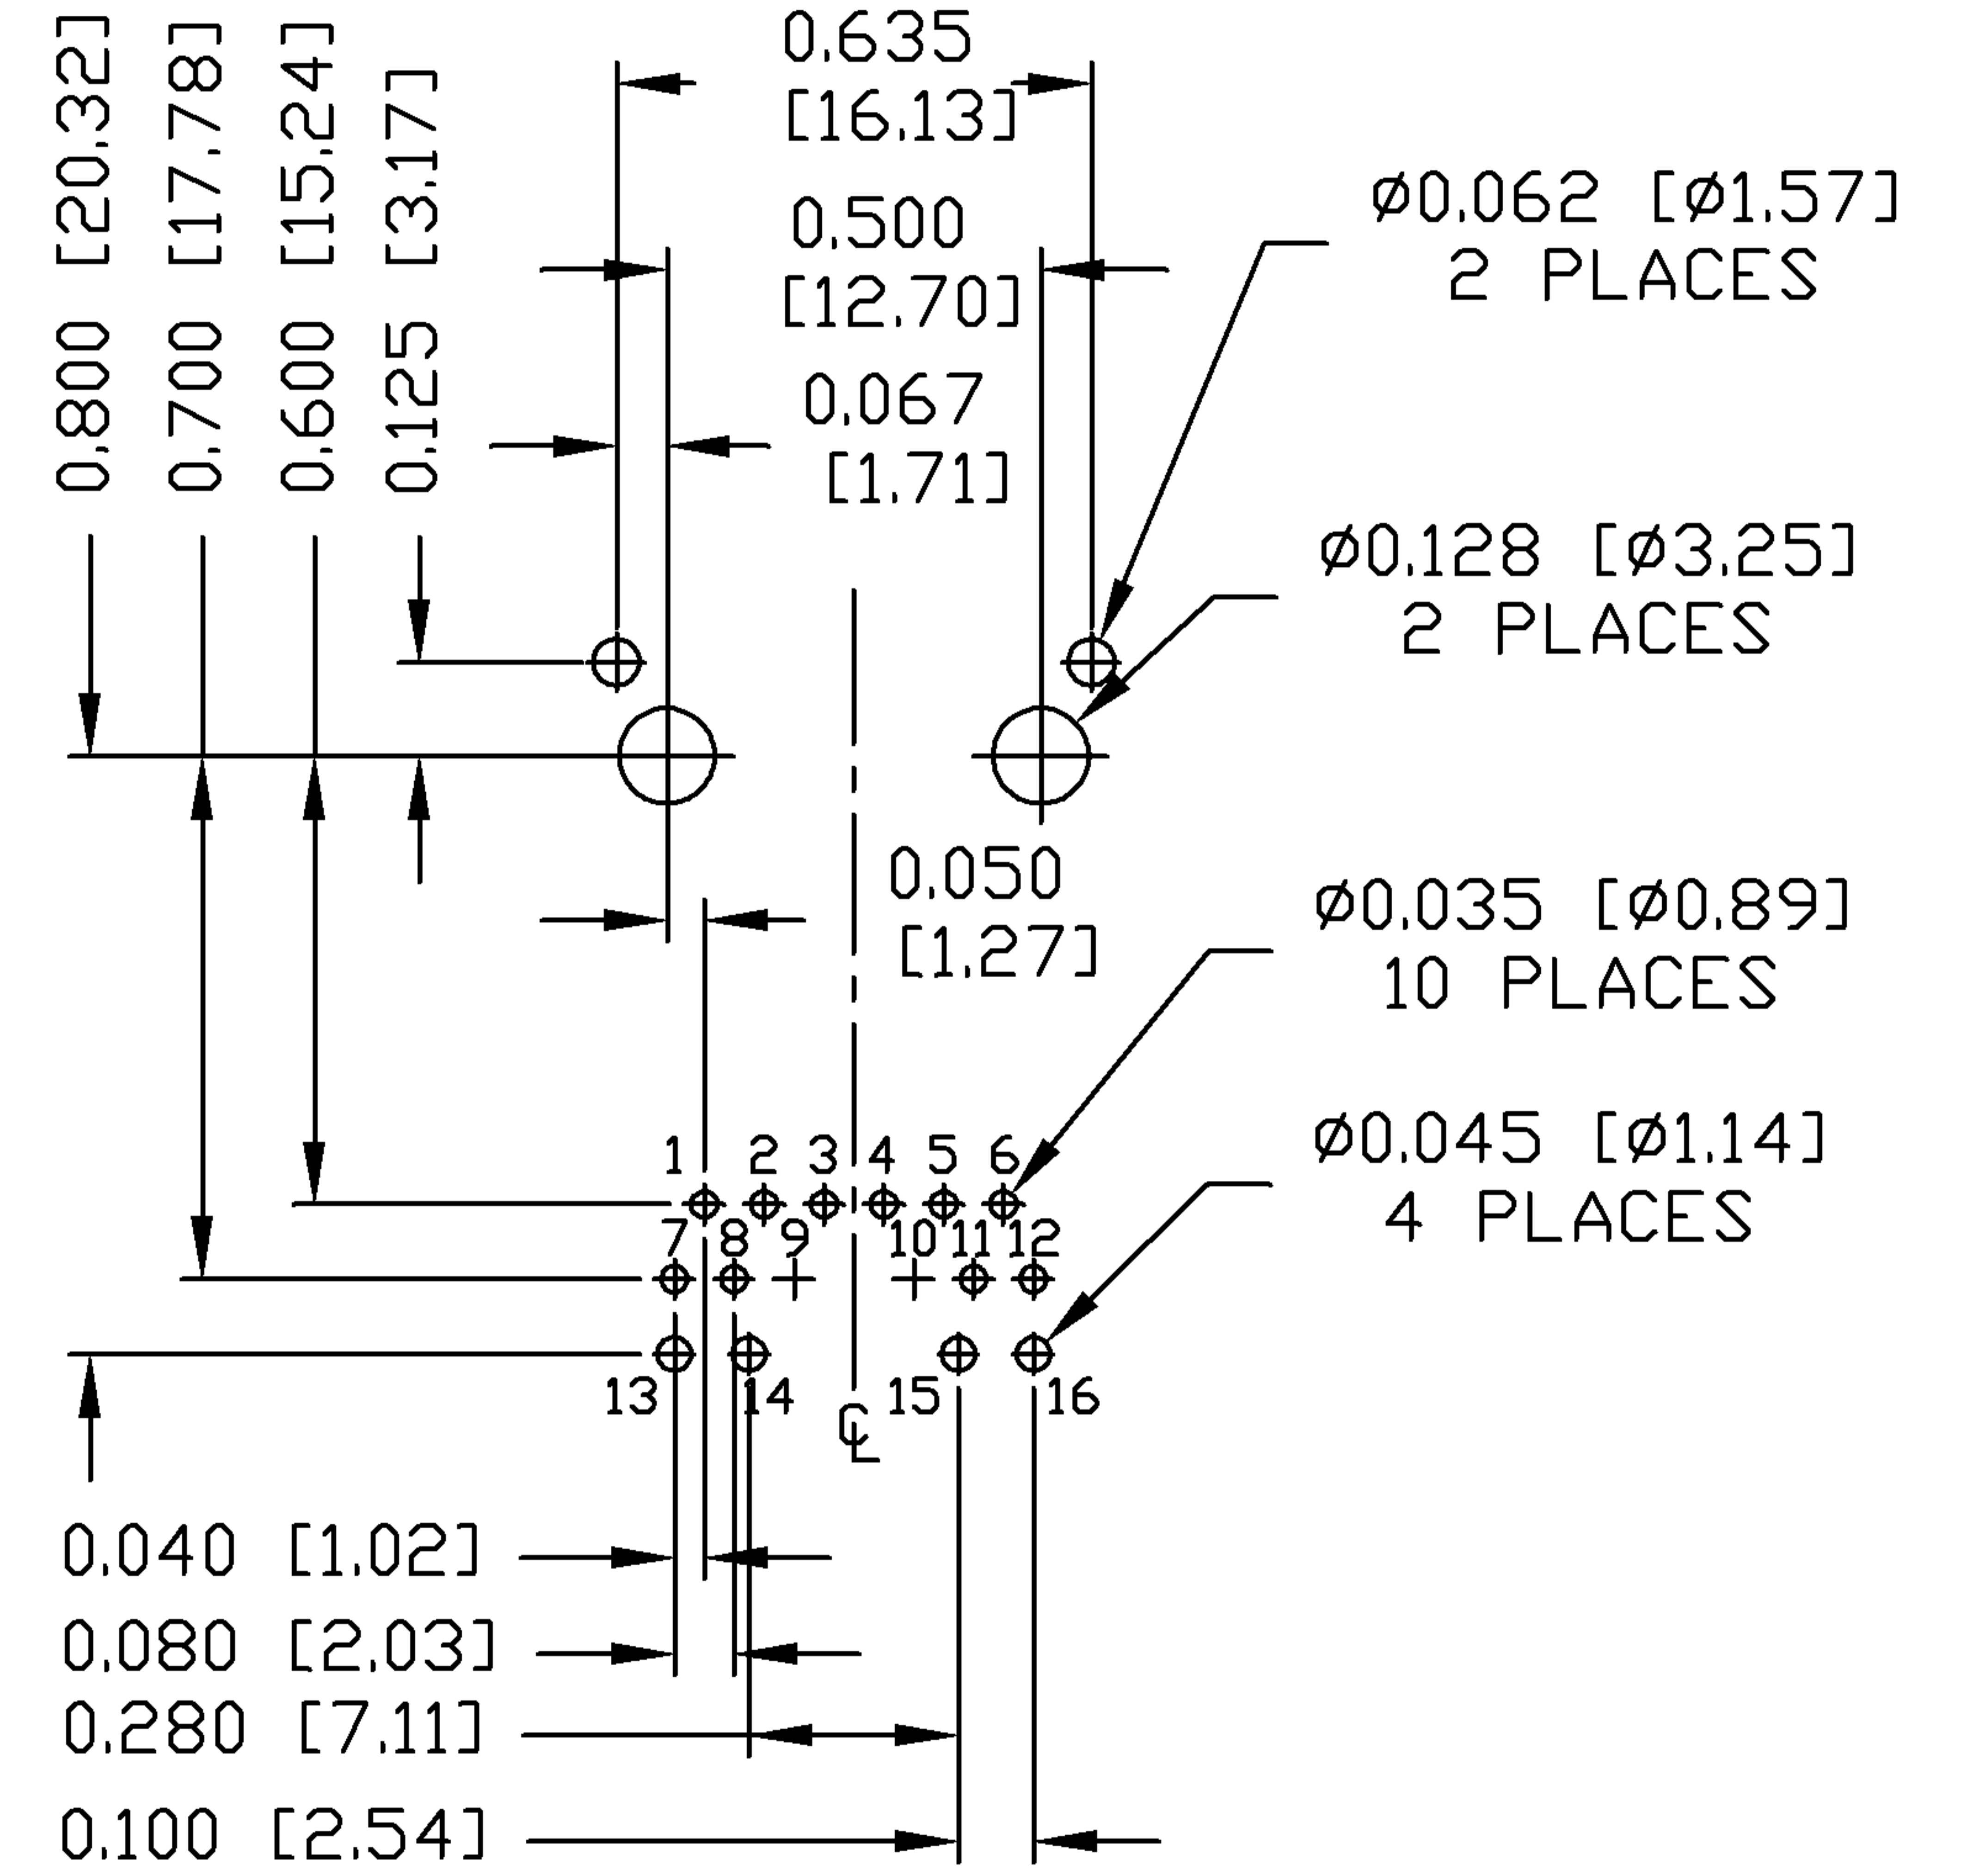 0.800 [20.32]
0.700 [17.78]
0.600 [15.24]
0.125 [3.17]
0.635
[16.13]
0.500
[12.70]
0.067
[1.71]
Ø0.062 [Ø1.57]
2 PLACES
Ø0.128 [Ø3.25]
2 PLACES
0.050
[1.27]
Ø0.035 [Ø0.89]
10 PLACES
Ø0.045 [Ø1.14]
4 PLACES
1 2 3 4 5 6
7 8 9 10 11 12
13 14 15 16
℄
0.040 [1.02]
0.080 [2.03]
0.280 [7.11]
0.100 [2.54]